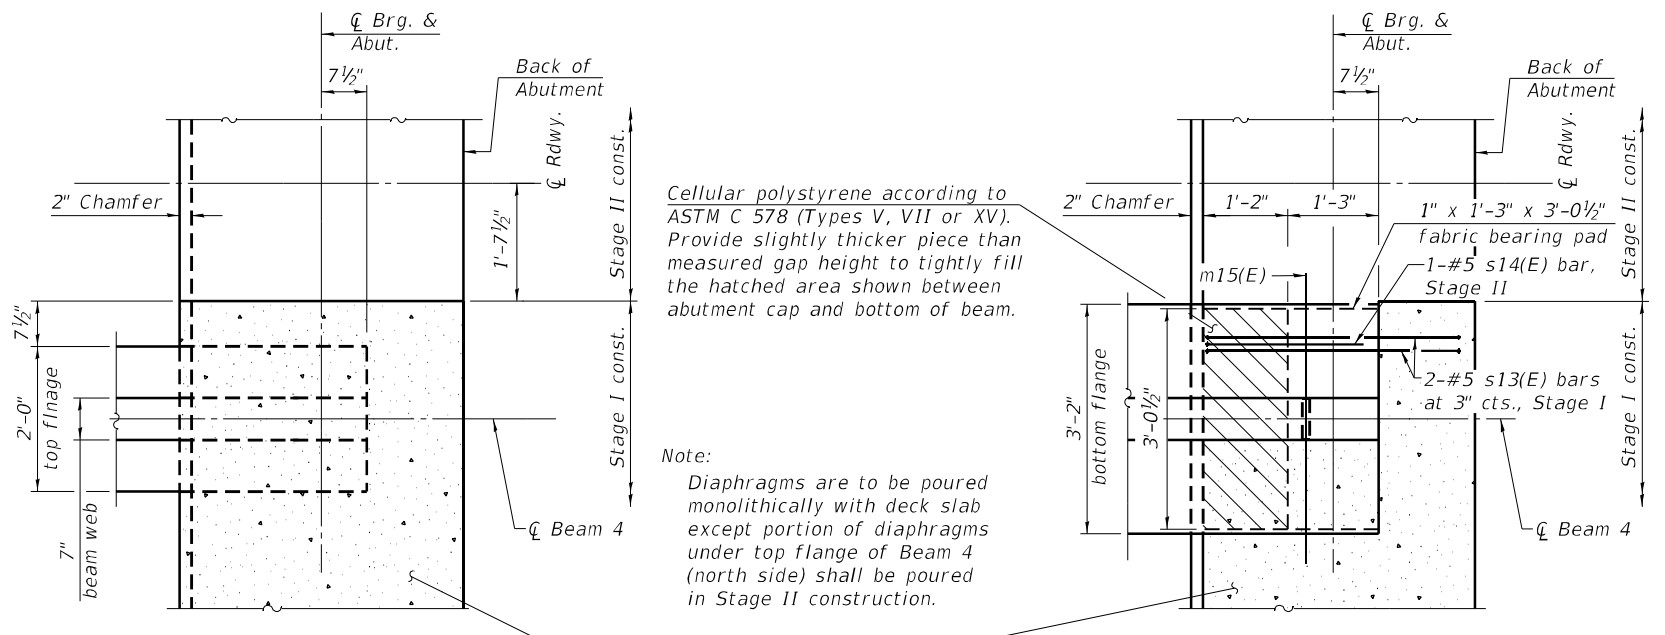 ℄ Brg. &
Abut.
7½"
Back of
Abutment
℄ Rdwy.
Stage II const.
2" Chamfer
1'-7½"
7½"
2'-0"
top flnage
7"
beam web
Stage I const.
℄ Beam 4
Cellular polystyrene according to
ASTM C 578 (Types V, VII or XV).
Provide slightly thicker piece than
measured gap height to tightly fill
the hatched area shown between
abutment cap and bottom of beam.
Note:
Diaphragms are to be poured
monolithically with deck slab
except portion of diaphragms
under top flange of Beam 4
(north side) shall be poured
in Stage II construction.
℄ Brg. &
Abut.
7½"
Back of
Abutment
℄ Rdwy.
Stage II const.
2" Chamfer
1'-2"
1'-3"
1" x 1'-3" x 3'-0½"
fabric bearing pad
m15(E)
1-#5 s14(E) bar,
Stage II
2-#5 s13(E) bars
at 3" cts., Stage I
3'-2"
bottom flange
3'-0½"
Stage I const.
℄ Beam 4